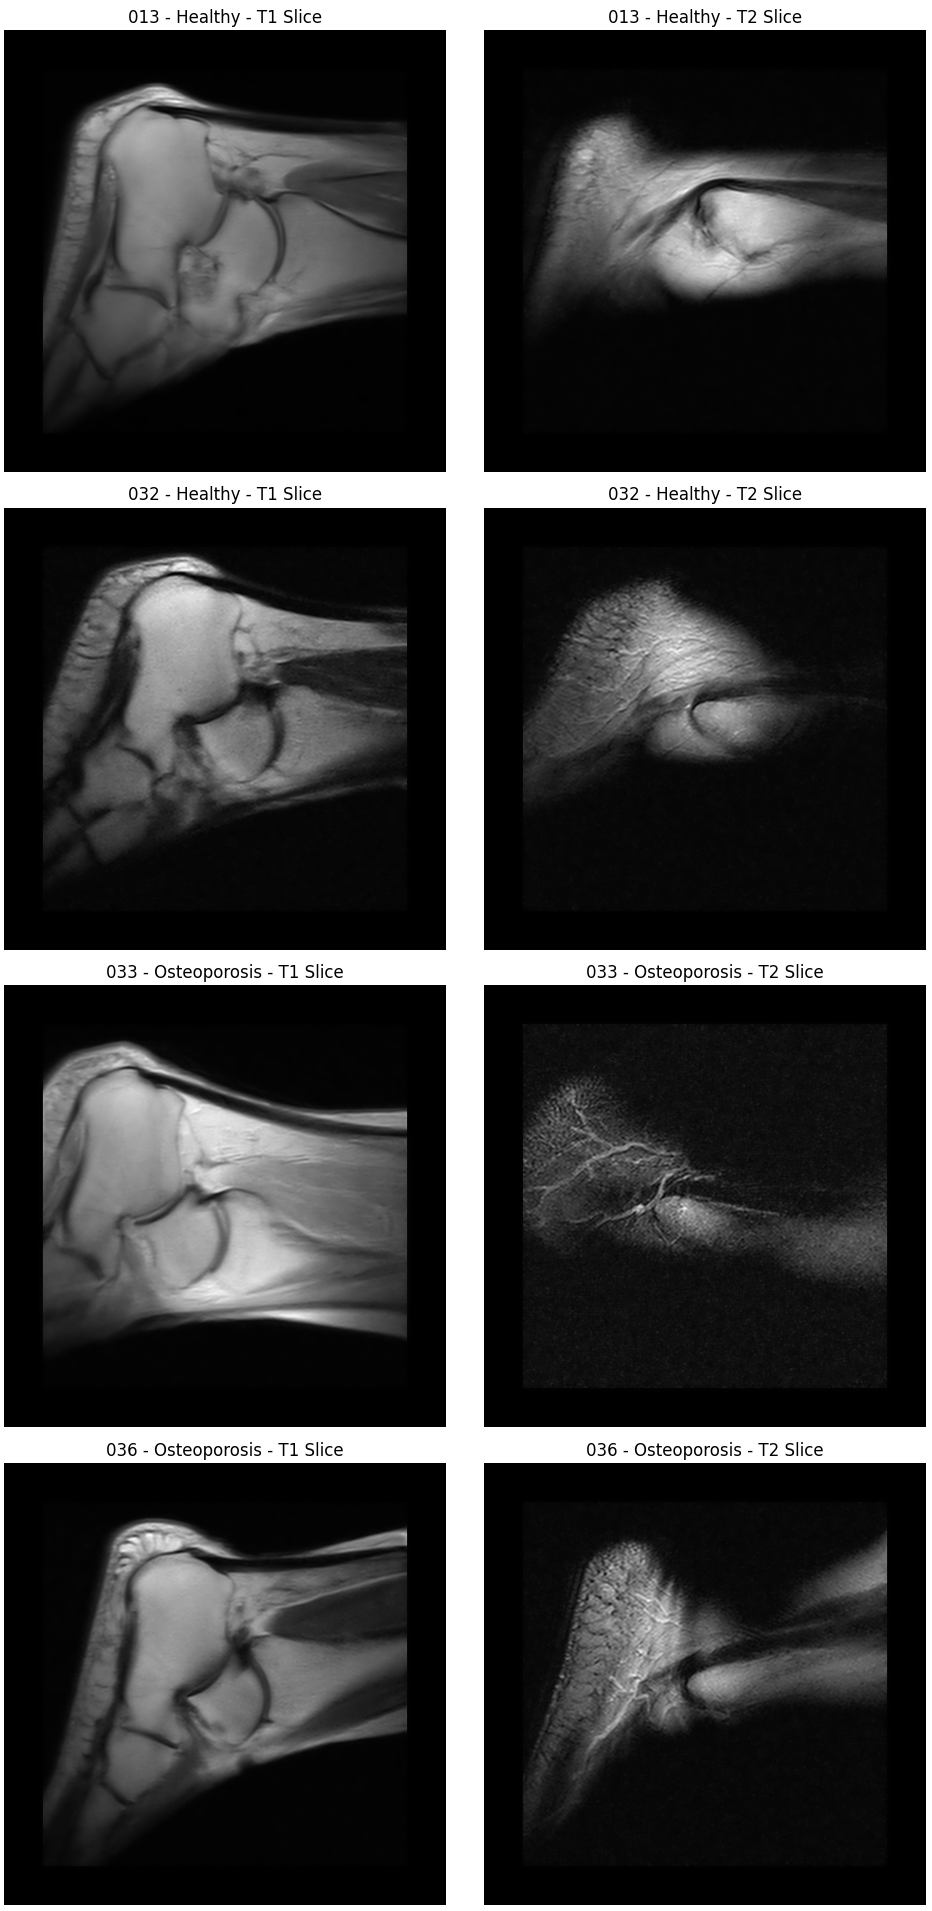 013 - Healthy - T1 Slice
013 - Healthy - T2 Slice
032 - Healthy - T1 Slice
032 - Healthy - T2 Slice
033 - Osteoporosis - T1 Slice
033 - Osteoporosis - T2 Slice
036 - Osteoporosis - T1 Slice
036 - Osteoporosis - T2 Slice